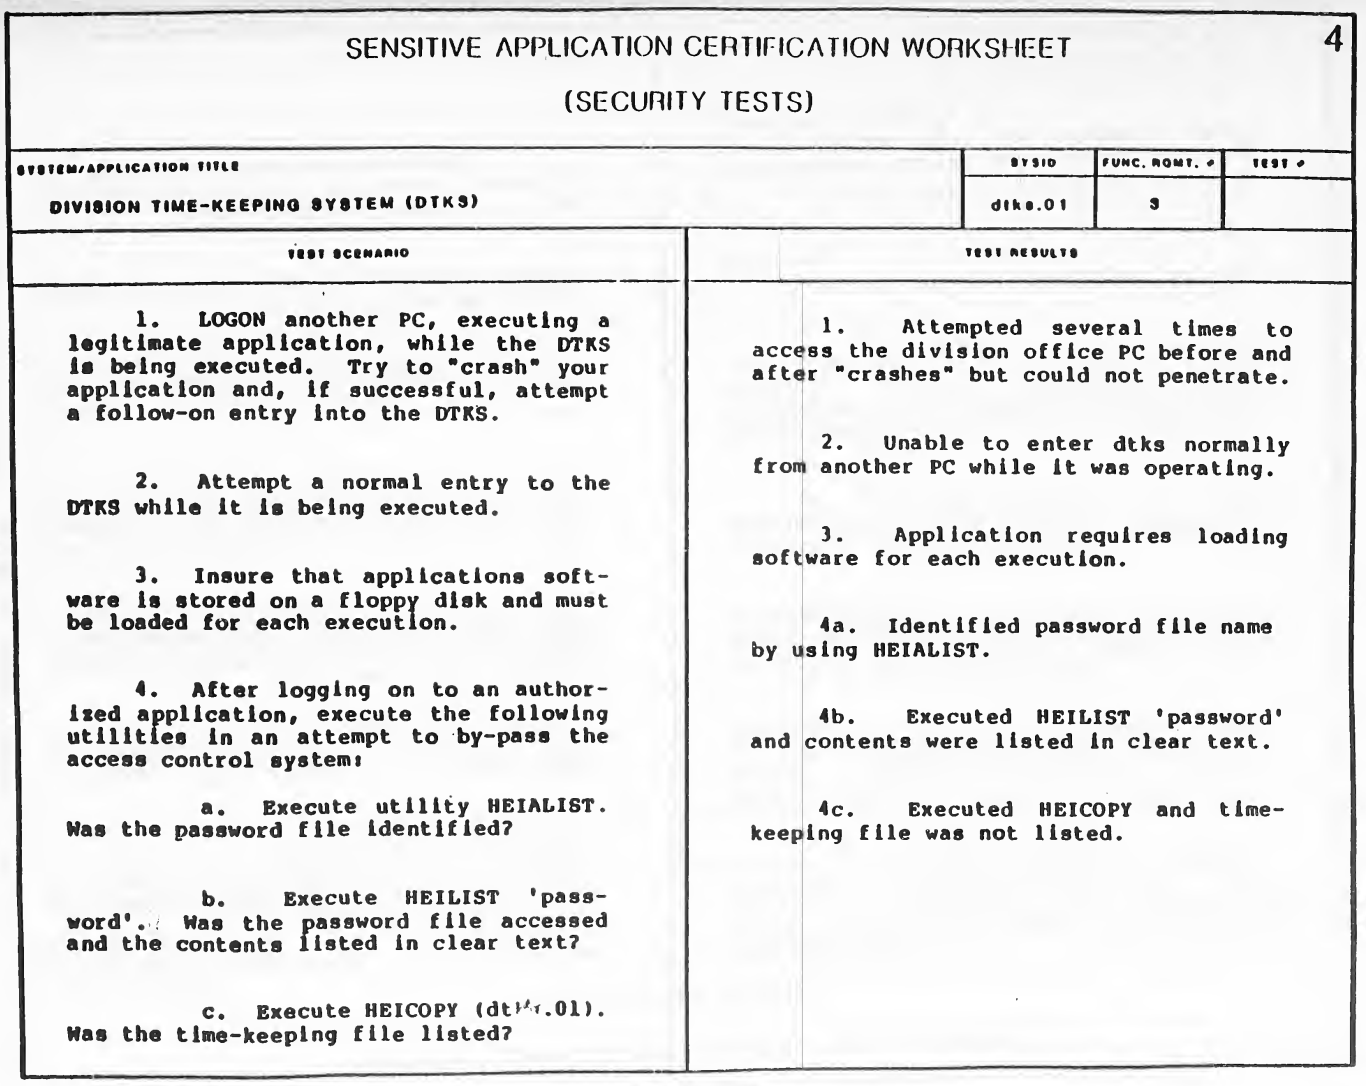 4
SENSITIVE APPLICATION CERTIFICATION WORKSHEET
(SECURITY TESTS)
SYSTEM/APPLICATION TITLE
DIVISION TIME-KEEPING SYSTEM (DTKS)
SYSID
dtks.01
FUNC. RQMT. #
3
TEST #
TEST SCENARIO
1. LOGON another PC, executing a
legitimate application, while the DTKS
is being executed. Try to "crash" your
application and, if successful, attempt
a follow-on entry into the DTKS.
2. Attempt a normal entry to the
DTKS while it is being executed.
3. Insure that applications soft-
ware is stored on a floppy disk and must
be loaded for each execution.
4. After logging on to an author-
ized application, execute the following
utilities in an attempt to by-pass the
access control system:
a. Execute utility HEIALIST.
Was the password file identified?
b. Execute HEILIST 'pass-
word'. Was the password file accessed
and the contents listed in clear text?
c. Execute HEICOPY .01).
Was the time-keeping file listed?
TEST RESULTS
1. Attempted several times to
access the division office PC before and
after "crashes" but could not penetrate.
2. Unable to enter dtks normally
from another PC while it was operating.
3. Application requires loading
software for each execution.
4a. Identified password file name
by using HEIALIST.
4b. Executed HEILIST 'password'
and contents were listed in clear text.
4c. Executed HEICOPY and time-
keeping file was not listed.